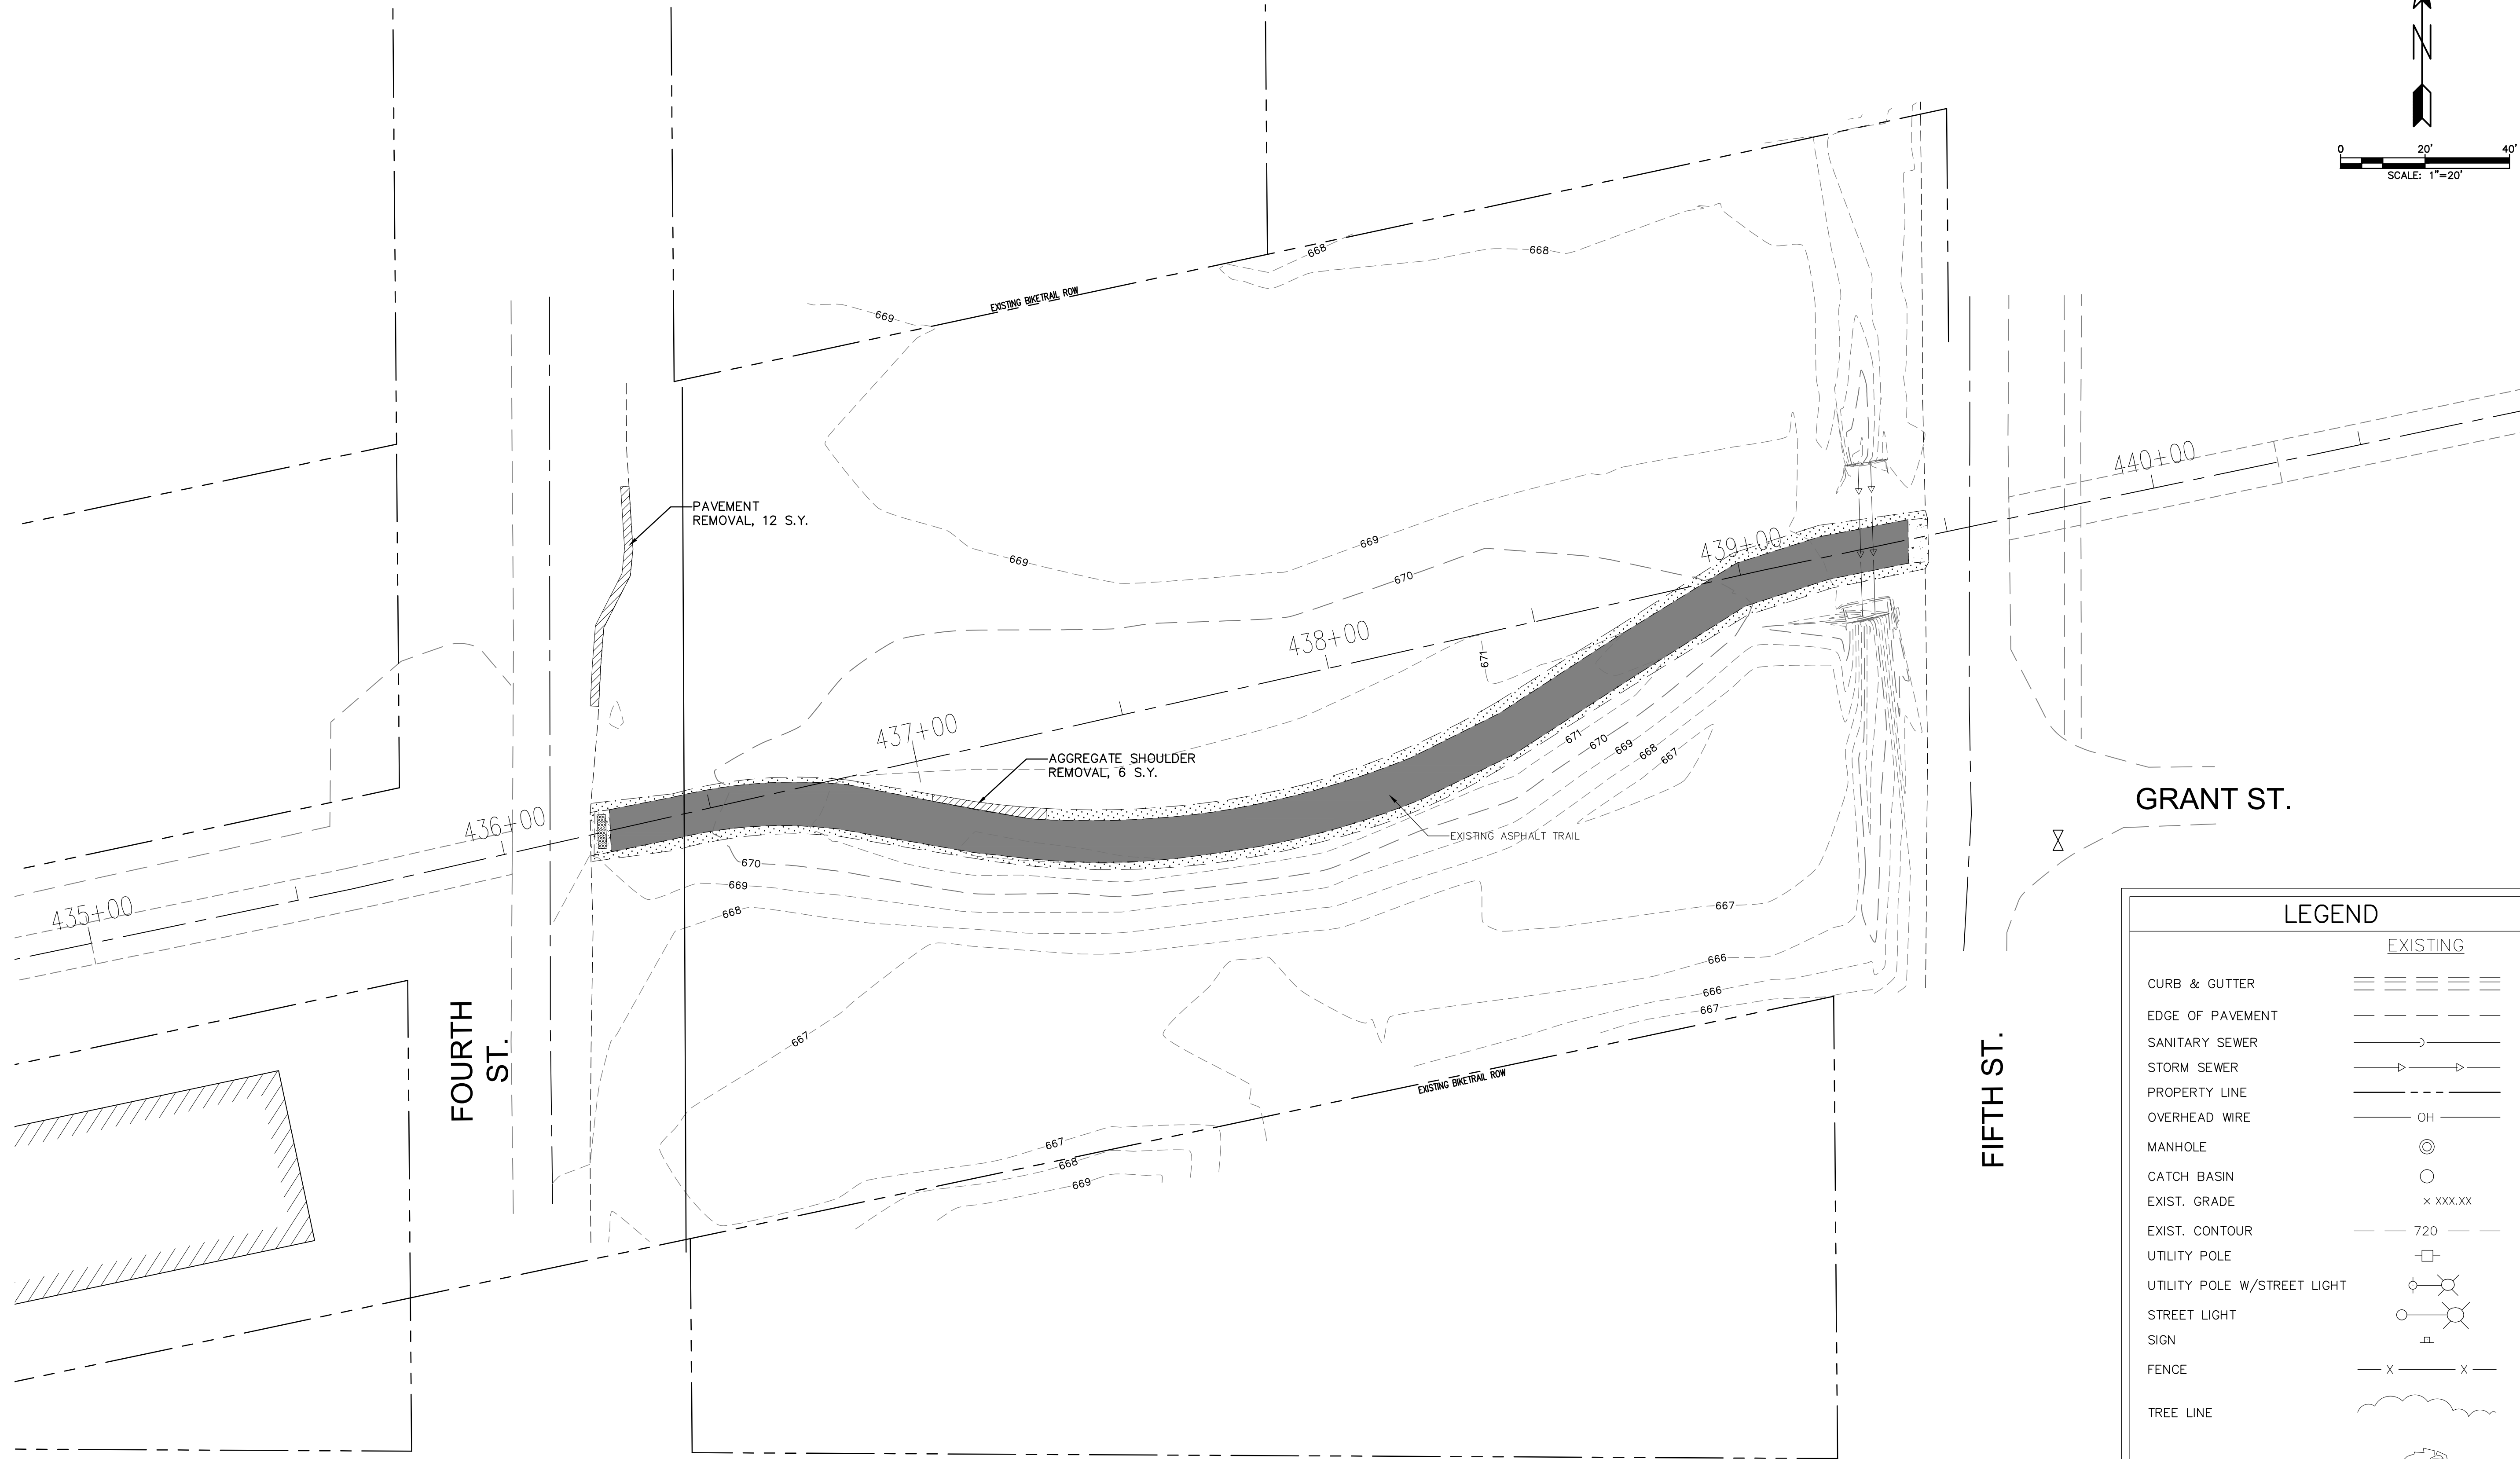 N
0 20' 40'
SCALE: 1"=20'
668
668
EXISTING BIKETRAIL ROW
669
440+00
PAVEMENT
REMOVAL, 12 S.Y.
439+00
669
669
670
438+00
671
437+00
671
670
669
668
667
AGGREGATE SHOULDER
REMOVAL, 6 S.Y.
GRANT ST.
436+00
EXISTING ASPHALT TRAIL
670
669
668
667
435+00
666
666
667
FOURTH
ST.
667
FIFTH ST.
EXISTING BIKETRAIL ROW
667
668
669
LEGEND
EXISTING
CURB & GUTTER
EDGE OF PAVEMENT
SANITARY SEWER
STORM SEWER
PROPERTY LINE
OVERHEAD WIRE OH
MANHOLE
CATCH BASIN
EXIST. GRADE × XXX.XX
EXIST. CONTOUR 720
UTILITY POLE
UTILITY POLE W/STREET LIGHT
STREET LIGHT
SIGN
FENCE X X
TREE LINE